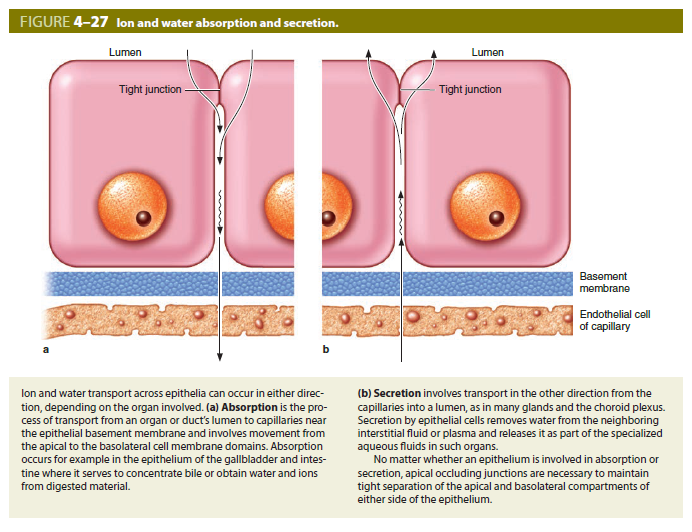 FIGURE 4–27 Ion and water absorption and secretion.
Lumen
Lumen
Tight junction
Tight junction
Basement
membrane
Endothelial cell
of capillary
a
b
Ion and water transport across epithelia can occur in either direc-
tion, depending on the organ involved. (a) Absorption is the pro-
cess of transport from an organ or duct's lumen to capillaries near
the epithelial basement membrane and involves movement from
the apical to the basolateral cell membrane domains. Absorption
occurs for example in the epithelium of the gallbladder and intes-
tine where it serves to concentrate bile or obtain water and ions
from digested material.
(b) Secretion involves transport in the other direction from the
capillaries into a lumen, as in many glands and the choroid plexus.
Secretion by epithelial cells removes water from the neighboring
interstitial fluid or plasma and releases it as part of the specialized
aqueous fluids in such organs.
No matter whether an epithelium is involved in absorption or
secretion, apical occluding junctions are necessary to maintain
tight separation of the apical and basolateral compartments of
either side of the epithelium.